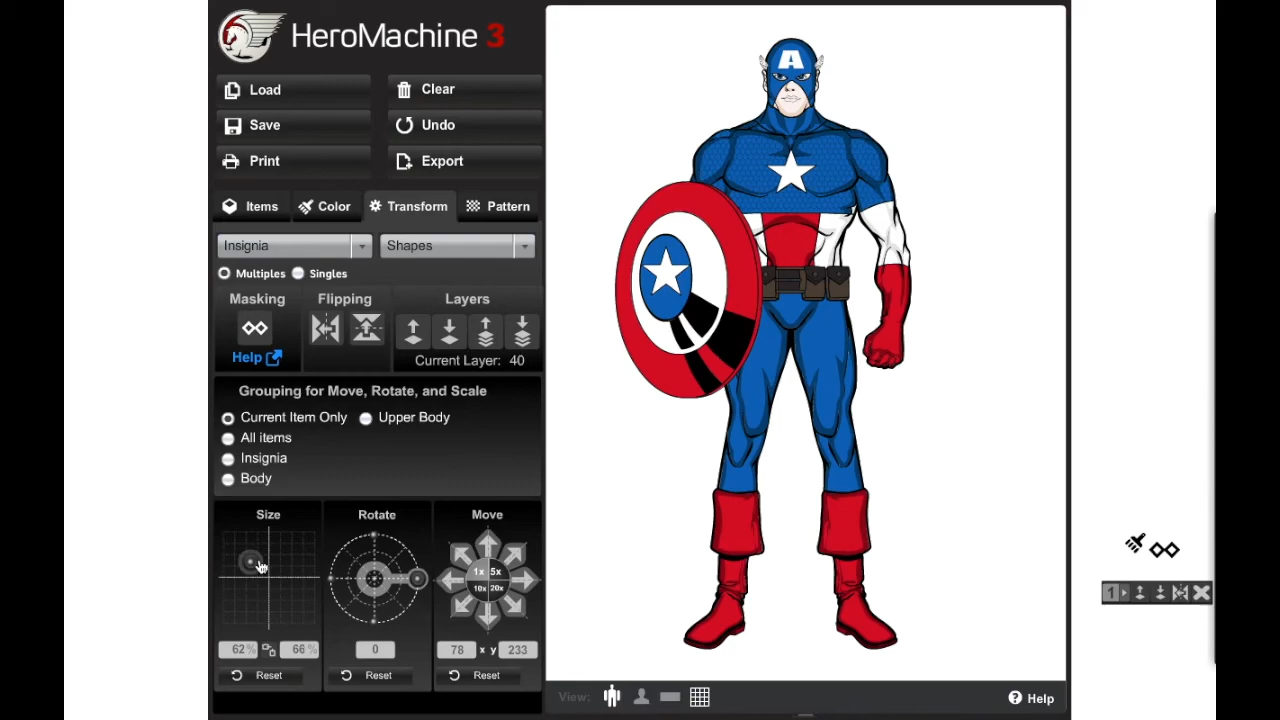 HeroMachine 3
Load
Clear
Save
Undo
Print
Export
Items
Color
Transform
Pattern
Insignia
Shapes
Multiples
Singles
Masking
Flipping
Layers
Help
Current Layer: 40
Grouping for Move, Rotate, and Scale
Current Item Only
Upper Body
All items
Insignia
Body
Size
Rotate
Move
1x 5x
10x 20x
62%
66 %
0
78 x y 233
Reset
Reset
Reset
A
1
View:
Help